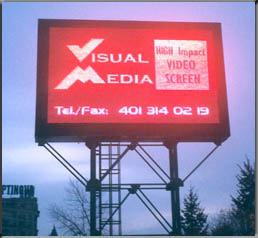 VISUAL
MEDIA
HIGH Impact
VIDEO
SCREEN
Tel./Fax: 401 314 02 19